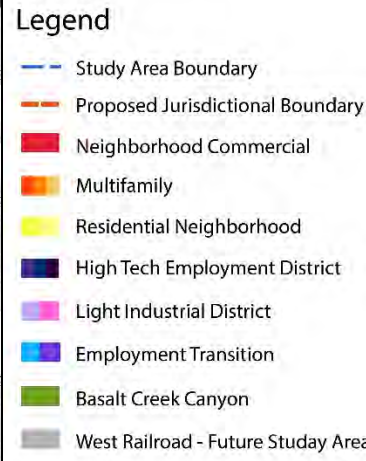 Legend
Study Area Boundary
Proposed Jurisdictional Boundary
Neighborhood Commercial
Multifamily
Residential Neighborhood
High Tech Employment District
Light Industrial District
Employment Transition
Basalt Creek Canyon
West Railroad - Future Studay Area